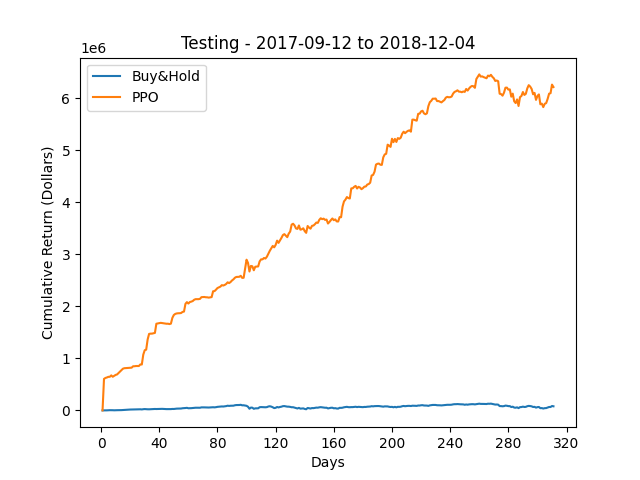 Testing - 2017-09-12 to 2018-12-04
1e6
Buy&Hold
PPO
Cumulative Return (Dollars)
6
5
4
3
2
1
0
0 40 80 120 160 200 240 280 320
Days